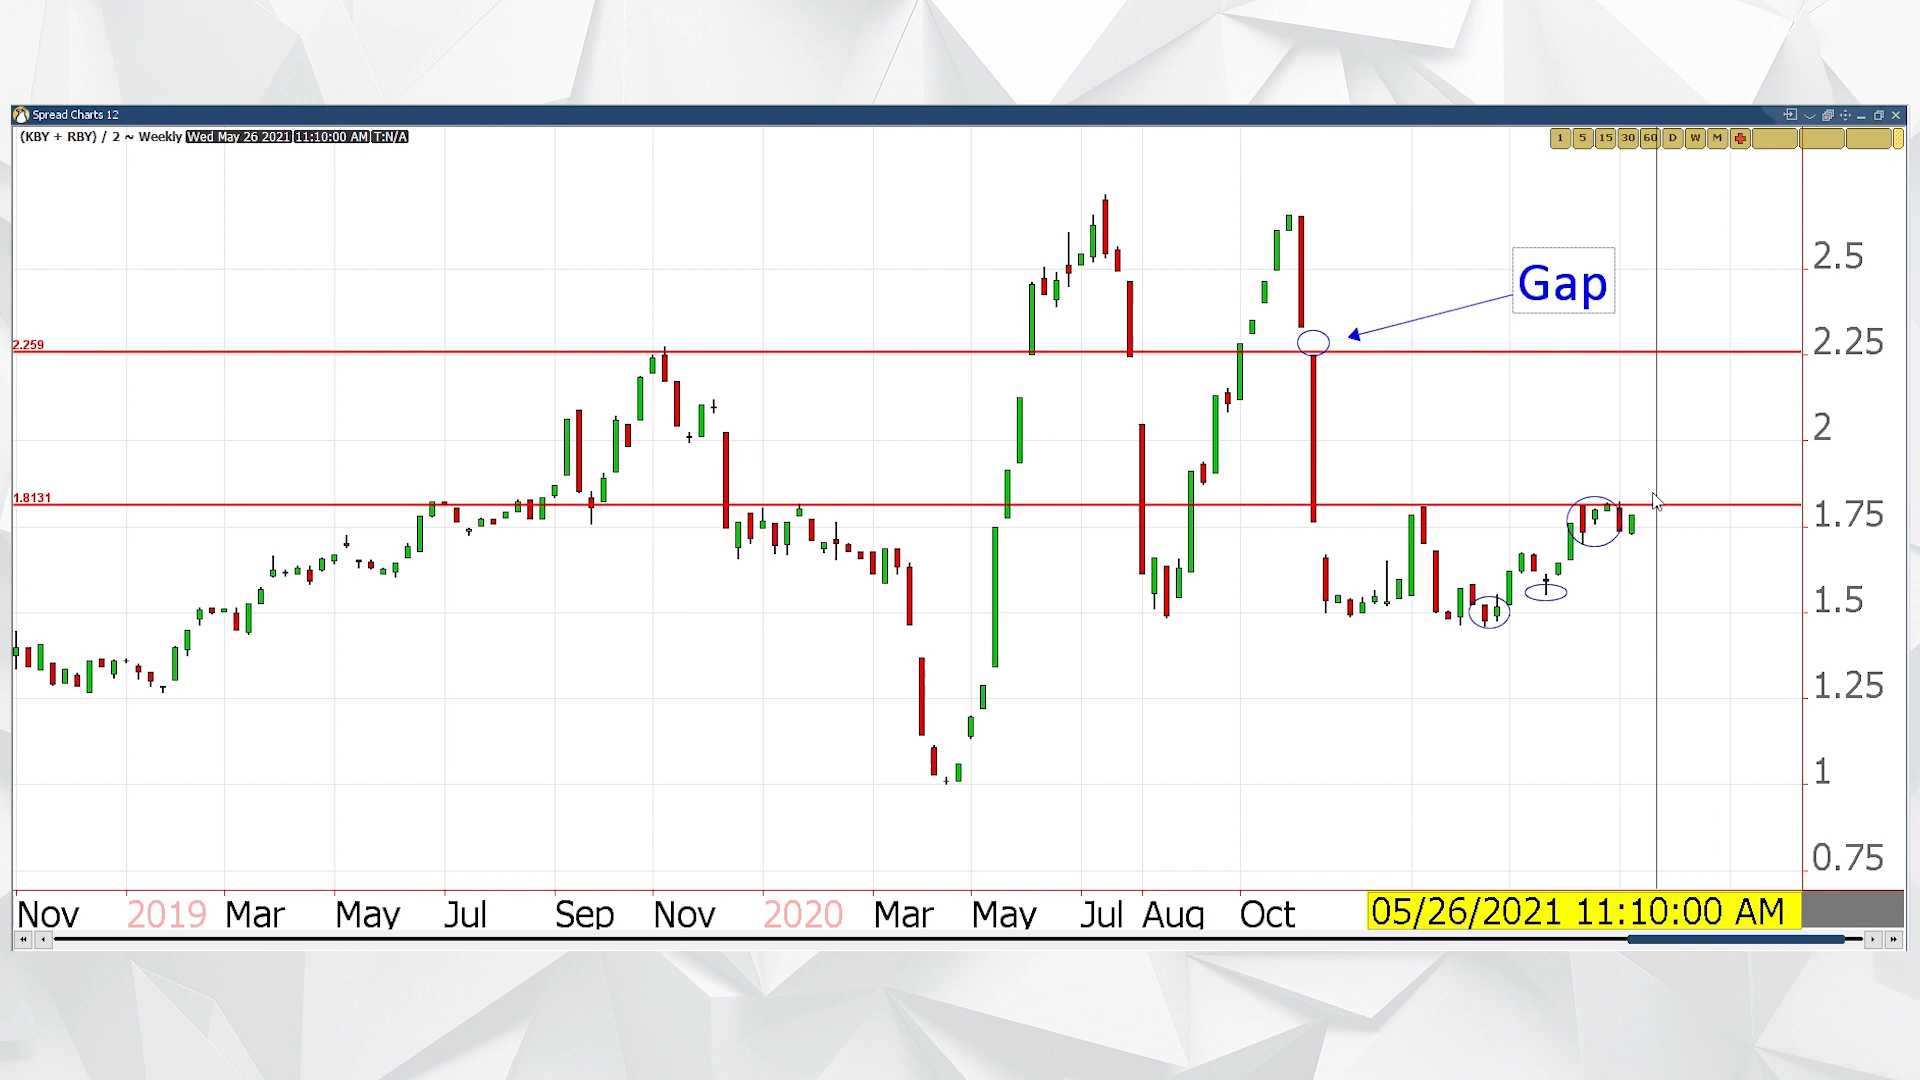 Spread Charts 12
(KBY + RBY) / 2 ~ Weekly Wed May 26 2021 11:10:00 AM T:N/A
1 5 15 30 60 D W M
Gap
2.5
2.259
2.25
2
1.8131
1.75
1.5
1.25
1
0.75
Nov 2019 Mar May Jul Sep Nov 2020 Mar May Jul Aug Oct 05/26/2021 11:10:00 AM